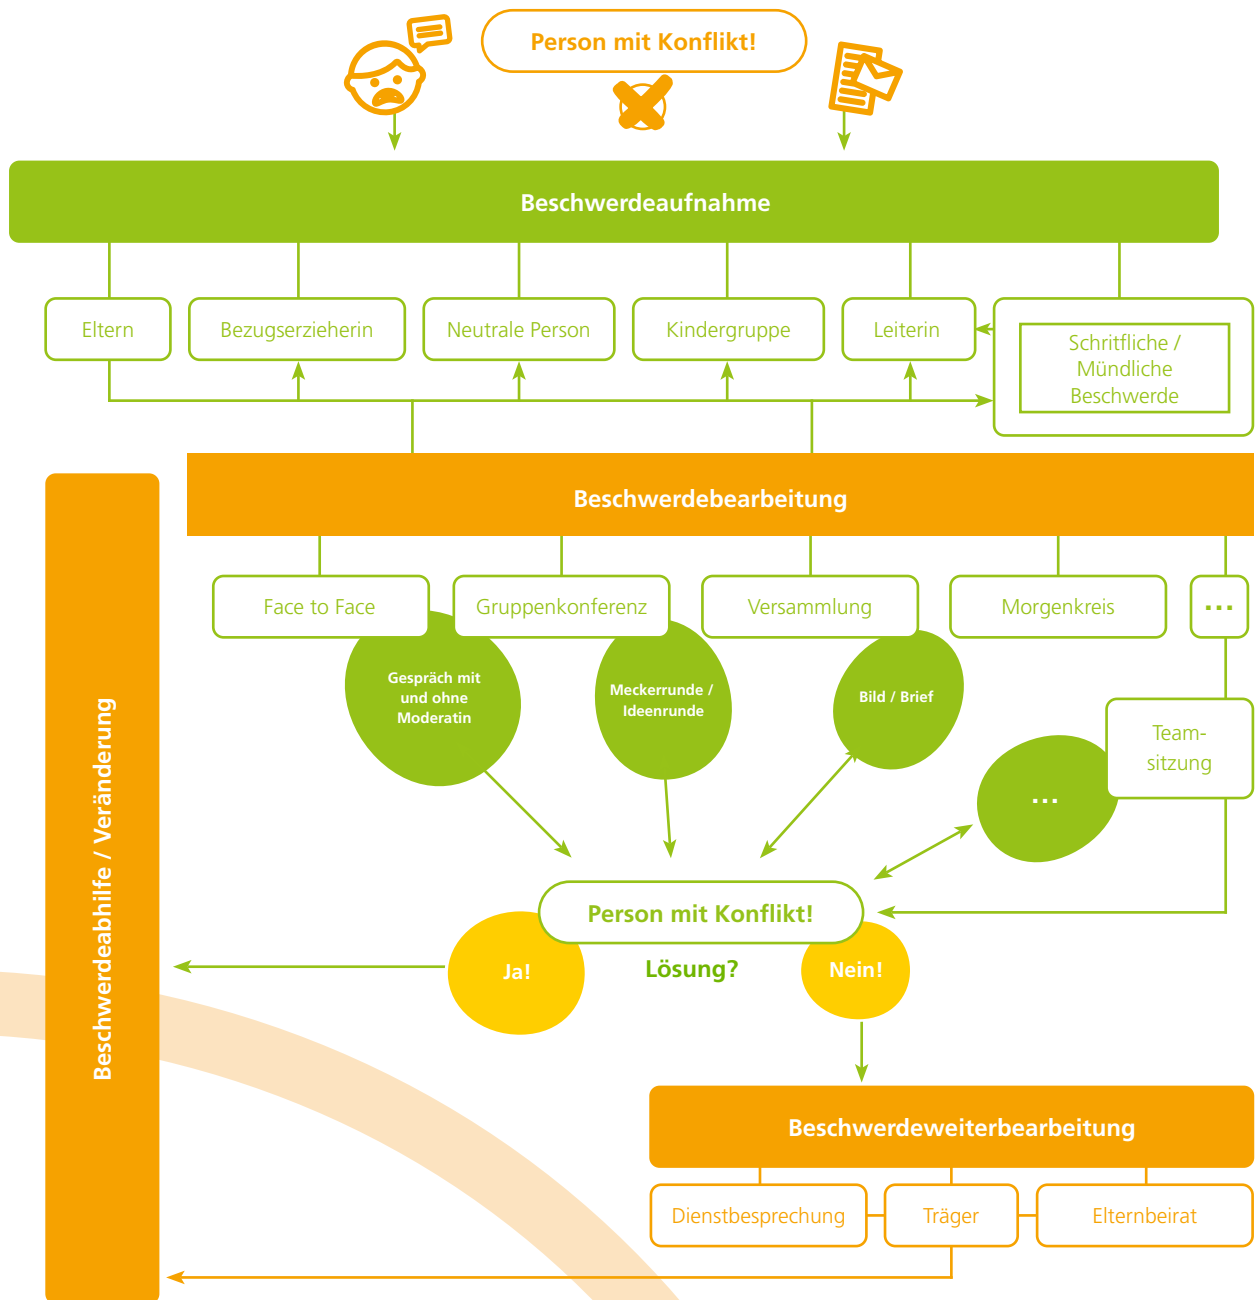 Person mit Konflikt!
Beschwerdeaufnahme
Eltern
Bezugserzieherin
Neutrale Person
Kindergruppe
Leiterin
Schritfliche /
Mündliche
Beschwerde
Beschwerdebearbeitung
Face to Face
Gruppenkonferenz
Versammlung
Morgenkreis
...
Gespräch mit
und ohne
Moderatin
Meckerrunde /
Ideenrunde
Bild / Brief
...
Team-
sitzung
Beschwerdeabhilfe / Veränderung
Person mit Konflikt!
Ja!
Lösung?
Nein!
Beschwerdeweiterbearbeitung
Dienstbesprechung
Träger
Elternbeirat